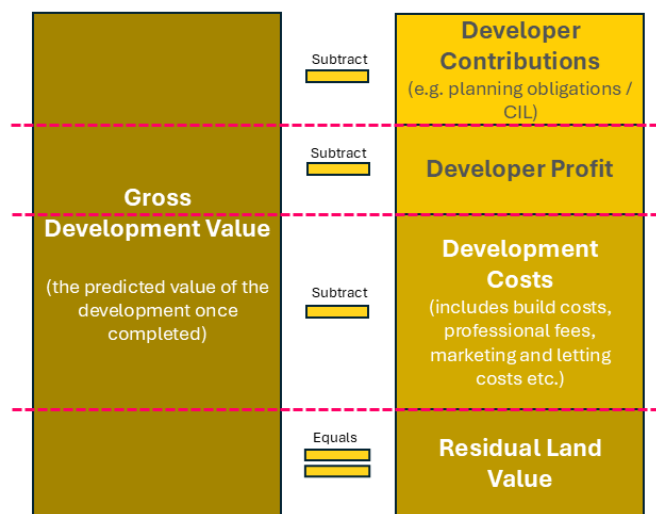 Gross
Development Value
(the predicted value of the
development once
completed)
Subtract
Developer
Contributions
(e.g. planning obligations /
CIL)
Subtract
Developer Profit
Subtract
Development
Costs
(includes build costs,
professional fees,
marketing and letting
costs etc.)
Equals
Residual Land
Value